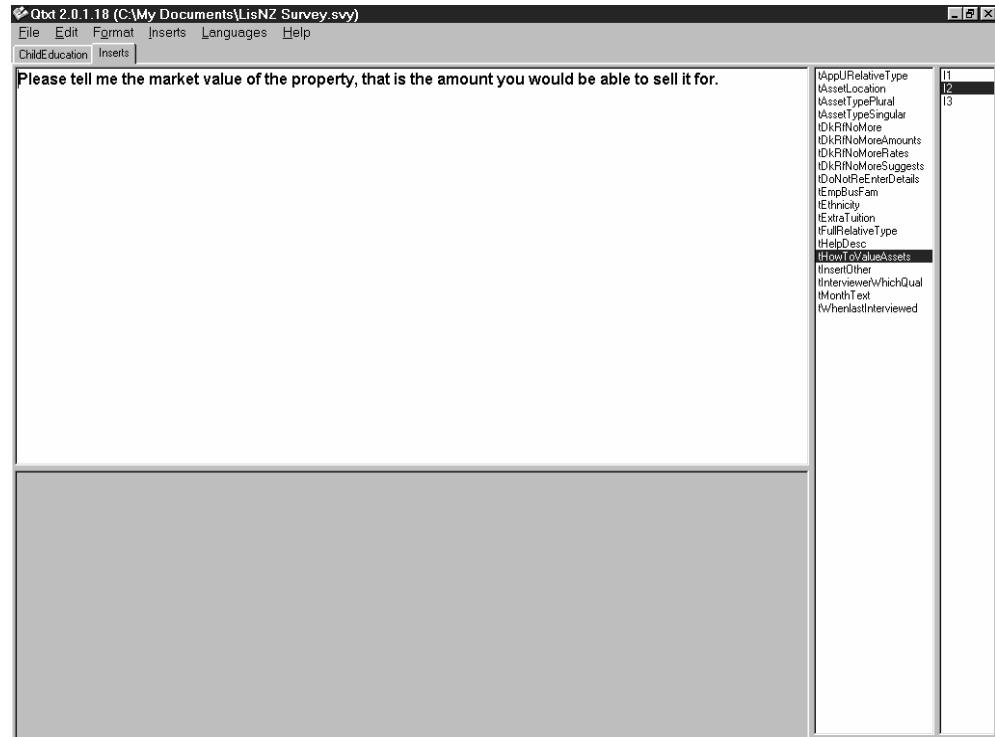 Qtxt 2.0.1.18 (C:\My Documents\LisNZ Survey.svy)
File Edit Format Inserts Languages Help
ChildEducation Inserts
Please tell me the market value of the property, that is the amount you would be able to sell it for.
tAppURelativeType
tAssetLocation
tAssetTypePlural
tAssetTypeSingular
tDkRfNoMore
tDkRfNoMoreAmounts
tDkRfNoMoreRates
tDkRfNoMoreSuggests
tDoNotReEnterDetails
tEmpBusFam
tEthnicity
tExtraTuition
tFullRelativeType
tHelpDesc
tHowToValueAssets
tInsertOther
tInterviewerWhichQual
tMonthText
tWhenlastInterviewed
I1
I2
I3